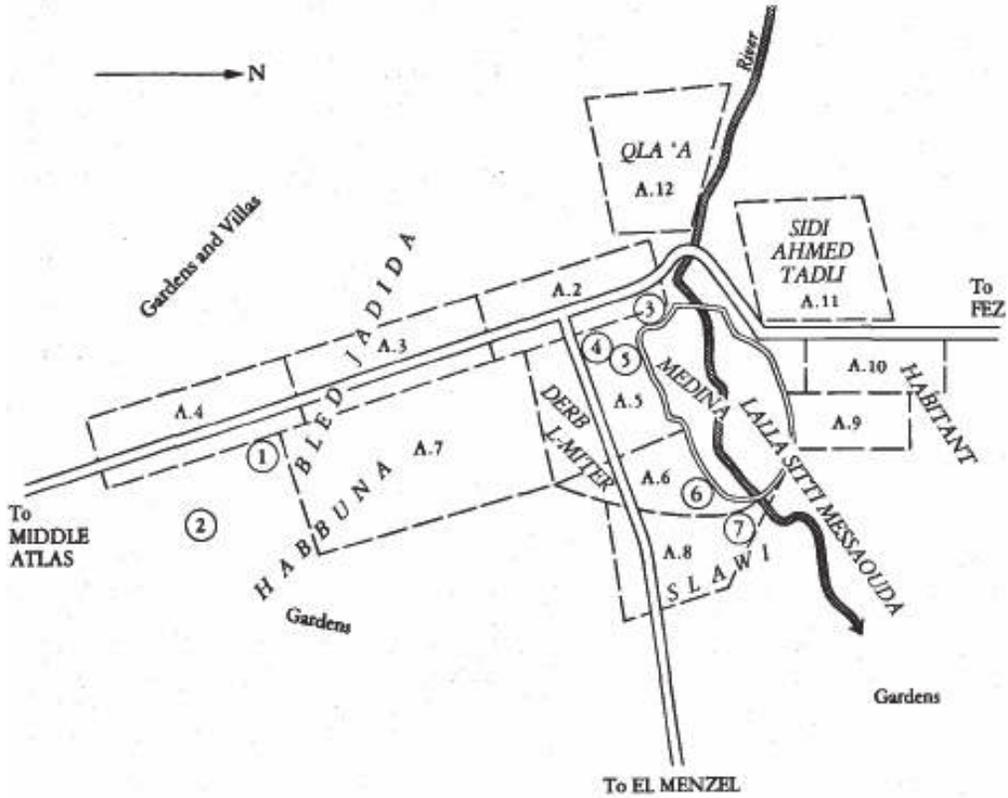 N
River
QLA 'A
A.12
SIDI
AHMED
TADLI
A.11
To
FEZ
Gardens and Villas
BLED JADIDA
A.2
A.3
A.4
3
4
5
MEDINA
LALLA SITTI MESSAOUDA
A.10
HABITANT
A.9
DERB
L-MITER
A.5
A.7
1
2
HABBUNA
A.6
6
7
To
MIDDLE
ATLAS
A.8
SLAWI
Gardens
Gardens
To EL MENZEL